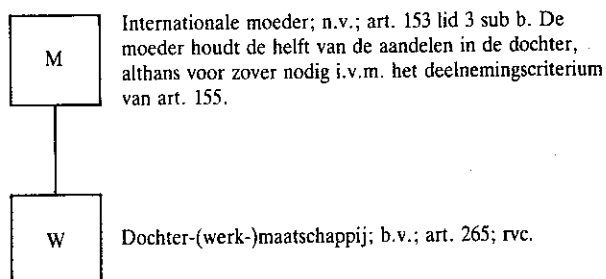 Internationale moeder; n.v.; art. 153 lid 3 sub b. De
moeder houdt de helft van de aandelen in de dochter,
M
althans voor zover nodig i.v.m. het deelnemingscriterium
van art. 155.
W
Dochter-(werk-)maatschappij; b.v.; art. 265; rvc.